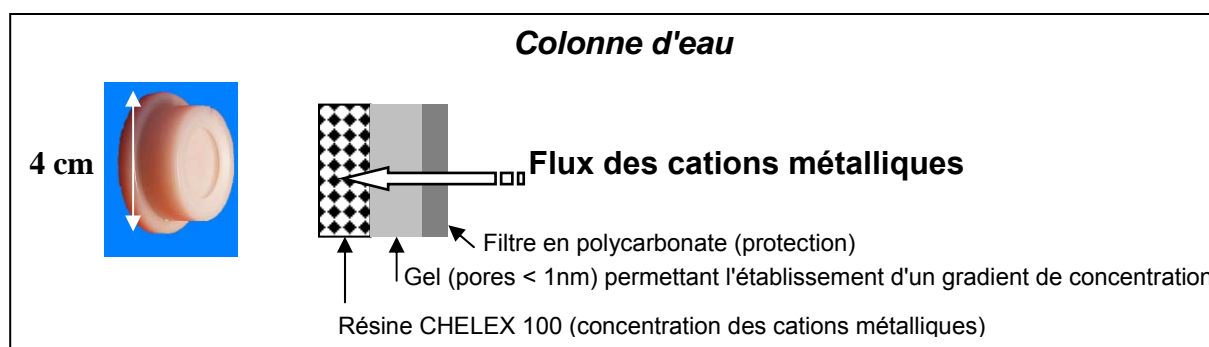 Colonne d'eau
4 cm
Flux des cations métalliques
Filtre en polycarbonate (protection)
Gel (pores < 1nm) permettant l'établissement d'un gradient de concentration
Résine CHELEX 100 (concentration des cations métalliques)